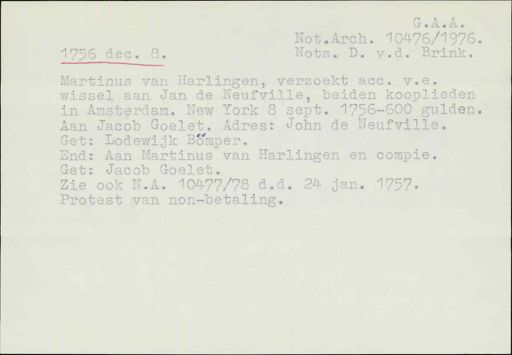 G.A.A.
Not.Arch. 10476/1976.
1756 dec. 8. Nots. D. v.d. Brink.
Martinus van Harlingen, verzoekt acc. v.e.
wissel aan Jan de Neufville, beiden kooplieden
in Amsterdam. New York 8 sept. 1756-600 gulden.
Aan Jacob Goelet. Adres: John de Neufville.
Get: Lodewijk Bömper.
End: Aan Martinus van Harlingen en compie.
Get: Jacob Goelet.
Zie ook N.A. 10477/78 d.d. 24 jan. 1757.
Protest van non-betaling.